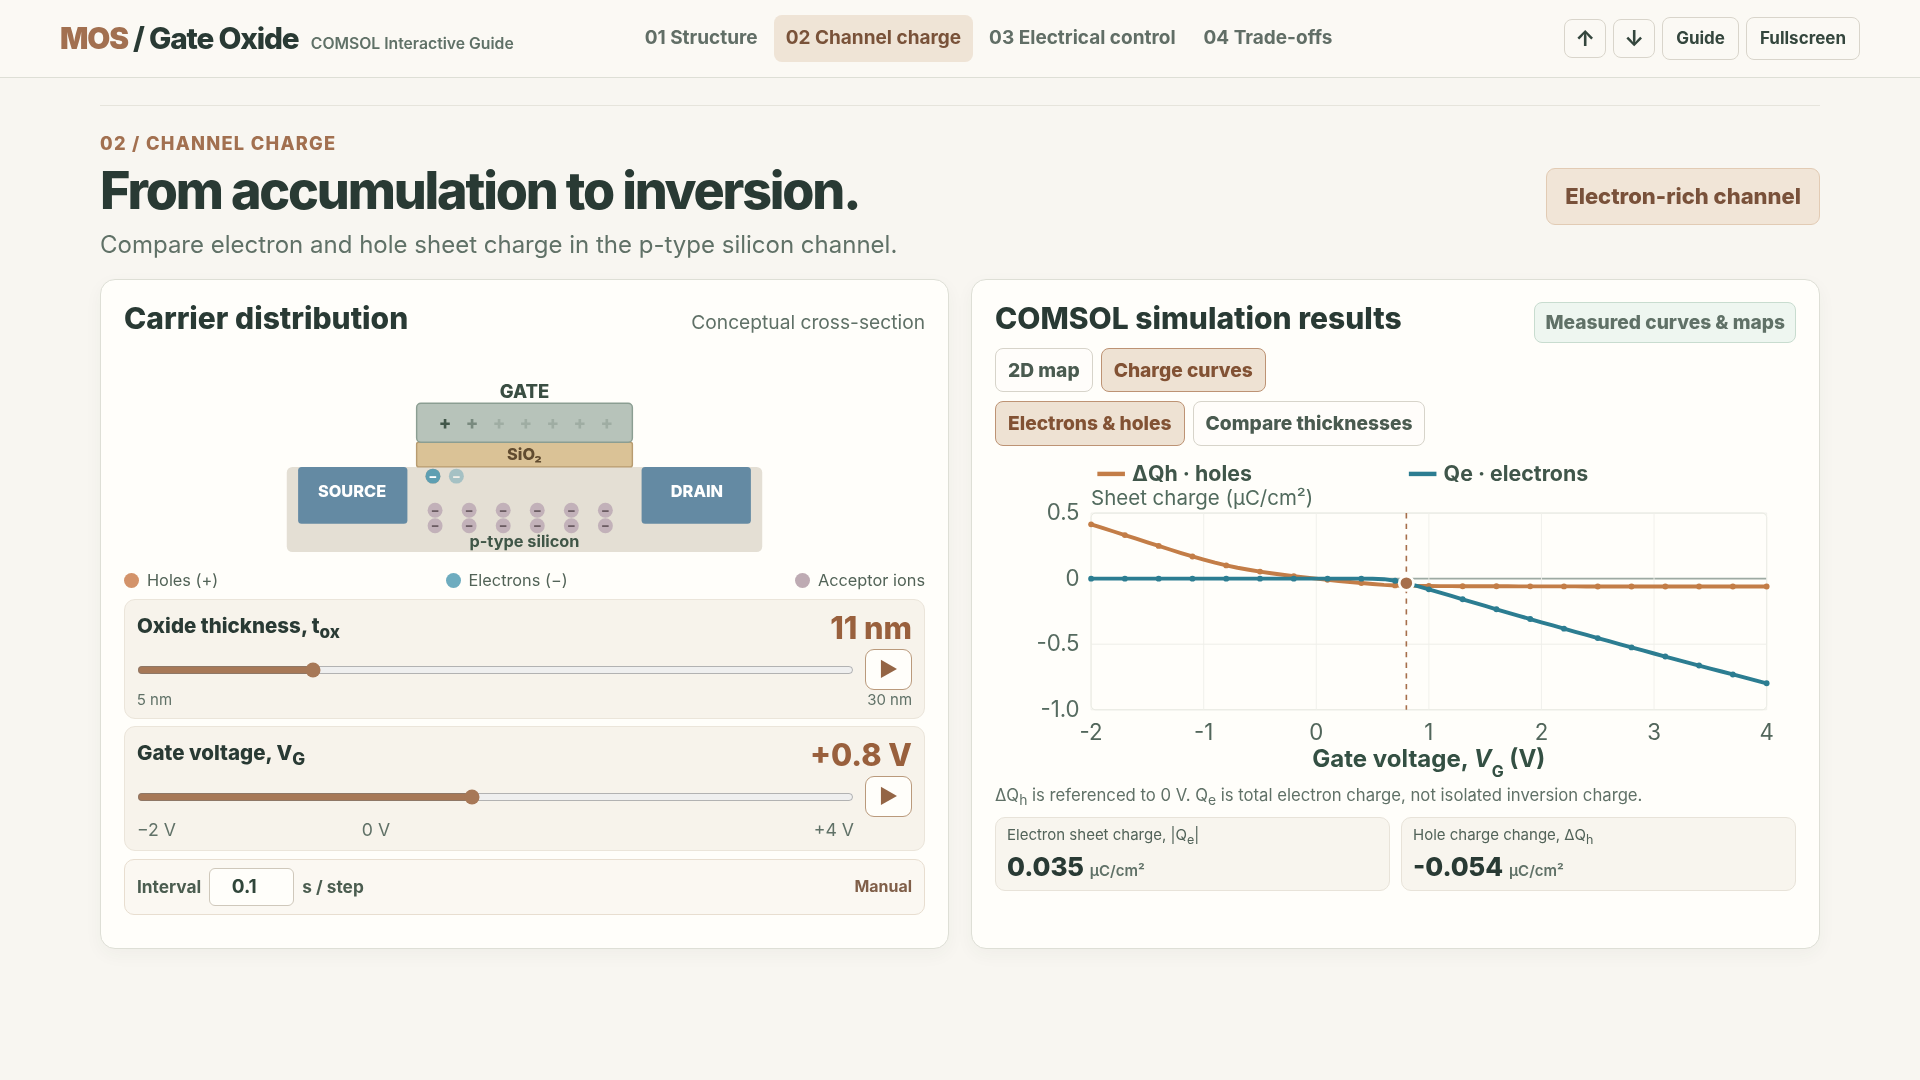 MOS / Gate Oxide COMSOL Interactive Guide
01 Structure
02 Channel charge
03 Electrical control
04 Trade-offs
↑
↓
Guide
Fullscreen
02 / CHANNEL CHARGE
From accumulation to inversion.
Compare electron and hole sheet charge in the p-type silicon channel.
Electron-rich channel
Carrier distribution
Conceptual cross-section
GATE
+ + + + + + +
SiO₂
− −
SOURCE
DRAIN
− − − − − −
− − − − − −
p-type silicon
Holes (+)
Electrons (−)
Acceptor ions
Oxide thickness, tox
11 nm
5 nm
30 nm
Gate voltage, VG
+0.8 V
−2 V
0 V
+4 V
Interval 0.1 s / step
Manual
COMSOL simulation results
Measured curves & maps
2D map
Charge curves
Electrons & holes
Compare thicknesses
ΔQh · holes
Qe · electrons
Sheet charge (μC/cm²)
0.5
0
-0.5
-1.0
-2 -1 0 1 2 3 4
Gate voltage, VG (V)
ΔQh is referenced to 0 V. Qe is total electron charge, not isolated inversion charge.
Electron sheet charge, |Qe|
0.035 μC/cm²
Hole charge change, ΔQh
-0.054 μC/cm²